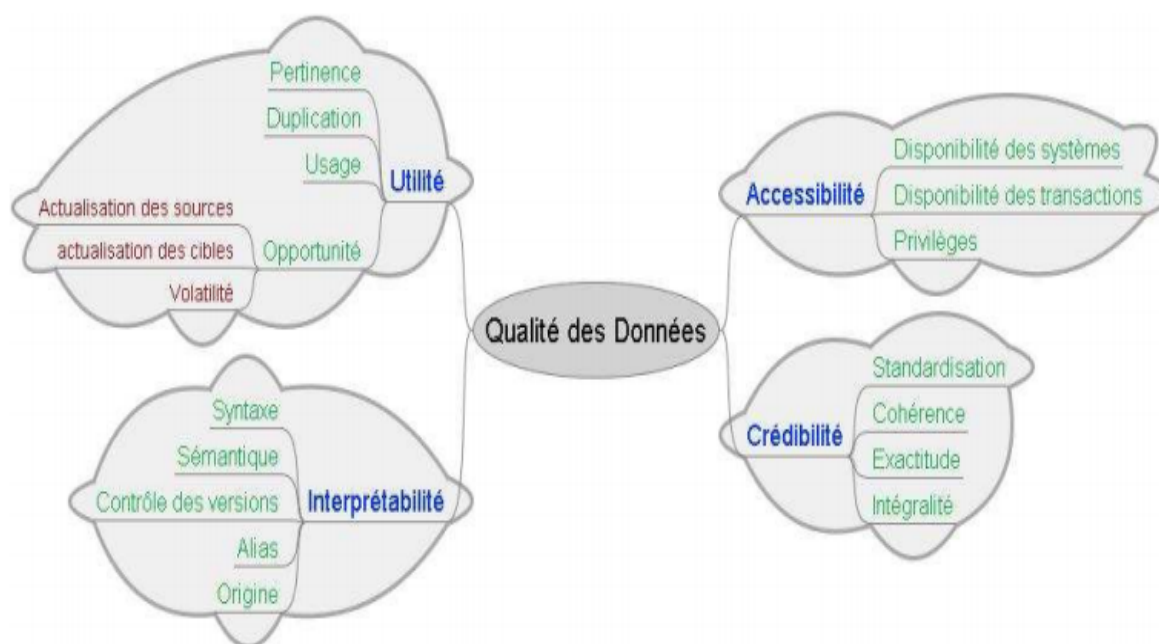 Pertinence
Duplication
Usage
Utilité
Actualisation des sources
actualisation des cibles
Opportunité
Volatilité
Disponibilité des systèmes
Accessibilité
Disponibilité des transactions
Privilèges
Qualité des Données
Syntaxe
Sémantique
Contrôle des versions
Interprétabilité
Alias
Origine
Standardisation
Cohérence
Crédibilité
Exactitude
Intégralité